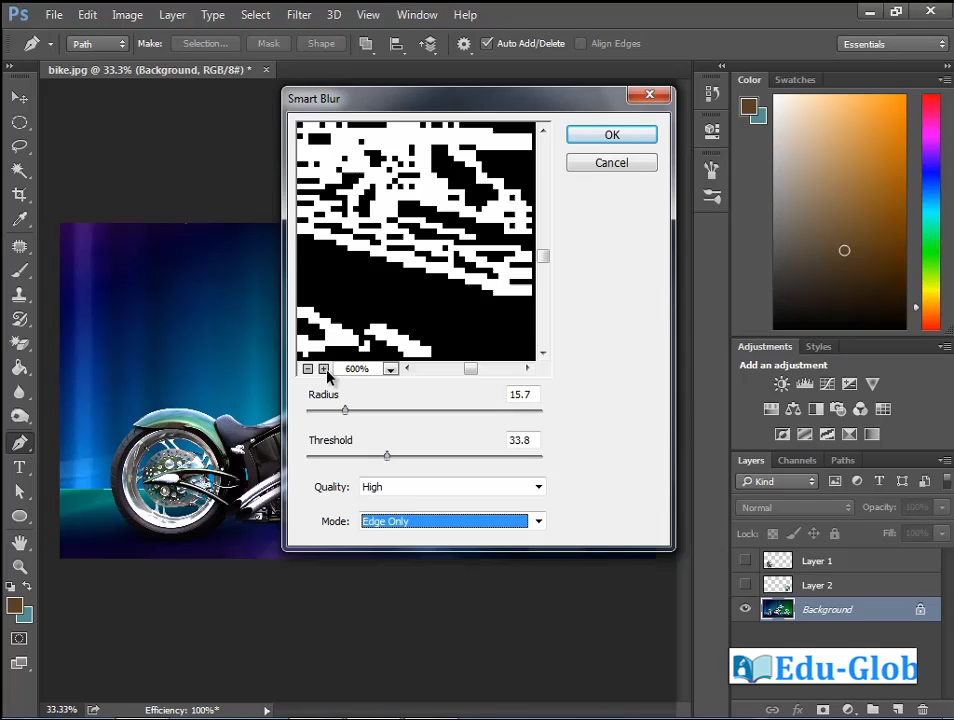 Ps File Edit Image Layer Type Select Filter 3D View Window Help
Path Make: Selection... Mask Shape Auto Add/Delete Align Edges Essentials
bike.jpg @ 33.3% (Background, RGB/8#) * ×
Smart Blur
OK
Cancel
600%
Radius 15.7
Threshold 33.8
Quality: High
Mode: Edge Only
Color Swatches
Adjustments Styles
Add an adjustment
Layers Channels Paths
Kind
Normal Opacity: 100%
Lock: Fill: 100%
Layer 1
Layer 2
Background
Edu-Glob
33.33% Efficiency: 100%*